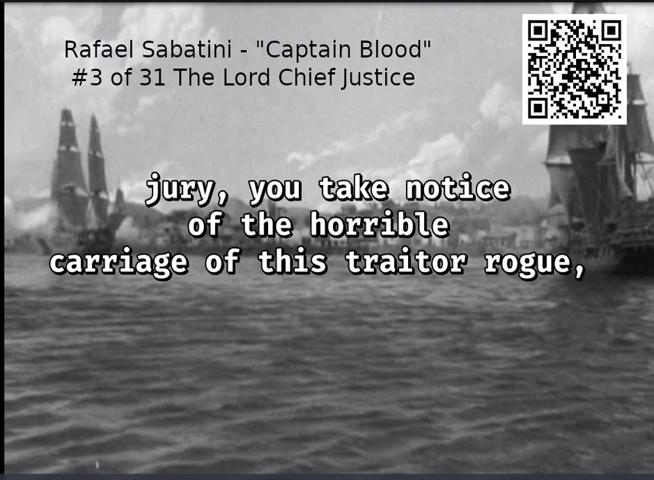 Rafael Sabatini - "Captain Blood"
#3 of 31 The Lord Chief Justice
jury, you take notice
of the horrible
carriage of this traitor rogue,